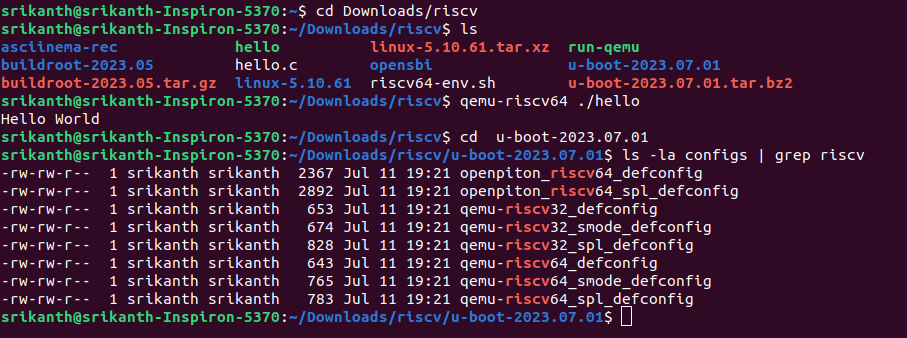 srikanth@srikanth-Inspiron-5370:~$ cd Downloads/riscv
srikanth@srikanth-Inspiron-5370:~/Downloads/riscv$ ls
asciinema-rec hello linux-5.10.61.tar.xz run-qemu
buildroot-2023.05 hello.c opensbi u-boot-2023.07.01
buildroot-2023.05.tar.gz linux-5.10.61 riscv64-env.sh u-boot-2023.07.01.tar.bz2
srikanth@srikanth-Inspiron-5370:~/Downloads/riscv$ qemu-riscv64 ./hello
Hello World
srikanth@srikanth-Inspiron-5370:~/Downloads/riscv$ cd  u-boot-2023.07.01
srikanth@srikanth-Inspiron-5370:~/Downloads/riscv/u-boot-2023.07.01$ ls -la configs | grep riscv
-rw-rw-r--  1 srikanth srikanth  2367 Jul 11 19:21 openpiton_riscv64_defconfig
-rw-rw-r--  1 srikanth srikanth  2892 Jul 11 19:21 openpiton_riscv64_spl_defconfig
-rw-rw-r--  1 srikanth srikanth   653 Jul 11 19:21 qemu-riscv32_defconfig
-rw-rw-r--  1 srikanth srikanth   674 Jul 11 19:21 qemu-riscv32_smode_defconfig
-rw-rw-r--  1 srikanth srikanth   828 Jul 11 19:21 qemu-riscv32_spl_defconfig
-rw-rw-r--  1 srikanth srikanth   643 Jul 11 19:21 qemu-riscv64_defconfig
-rw-rw-r--  1 srikanth srikanth   765 Jul 11 19:21 qemu-riscv64_smode_defconfig
-rw-rw-r--  1 srikanth srikanth   783 Jul 11 19:21 qemu-riscv64_spl_defconfig
srikanth@srikanth-Inspiron-5370:~/Downloads/riscv/u-boot-2023.07.01$